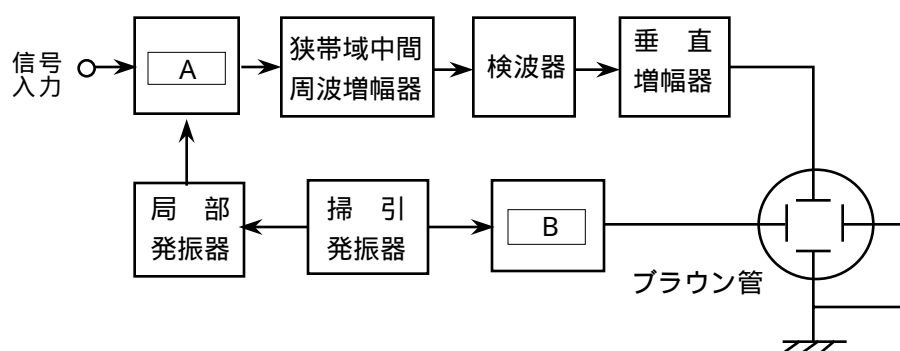 信号
入力
A
狭帯域中間
周波増幅器
検波器
垂　直
増幅器
局　部
発振器
掃　引
発振器
B
ブラウン管